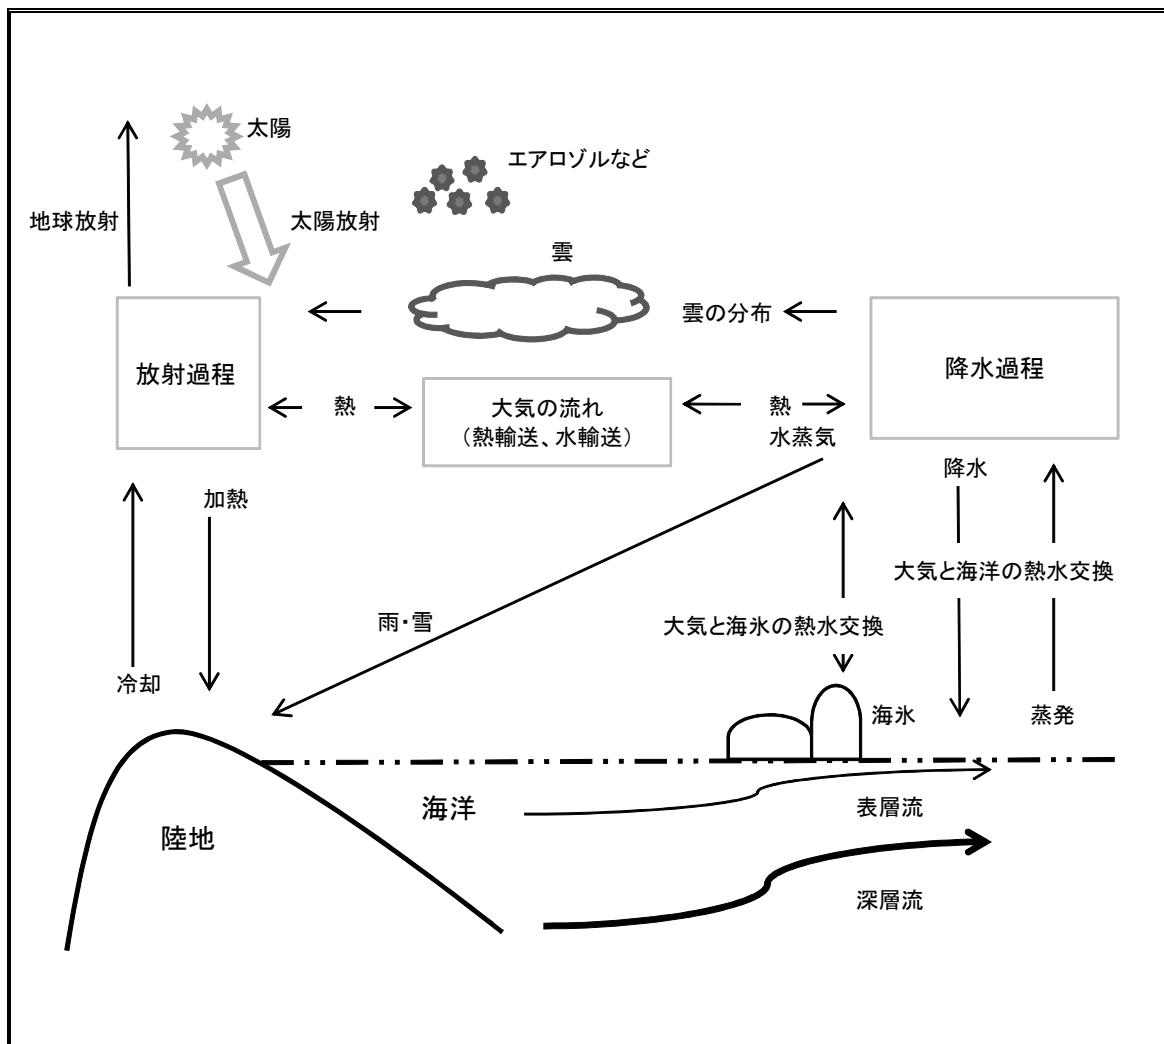 太陽
エアロゾルなど
地球放射
太陽放射
雲
雲の分布
放射過程
降水過程
熱
大気の流れ
(熱輸送、水輸送)
熱
水蒸気
降水
加熱
大気と海洋の熱水交換
雨・雪
大気と海氷の熱水交換
冷却
海氷
蒸発
海洋
表層流
陸地
深層流